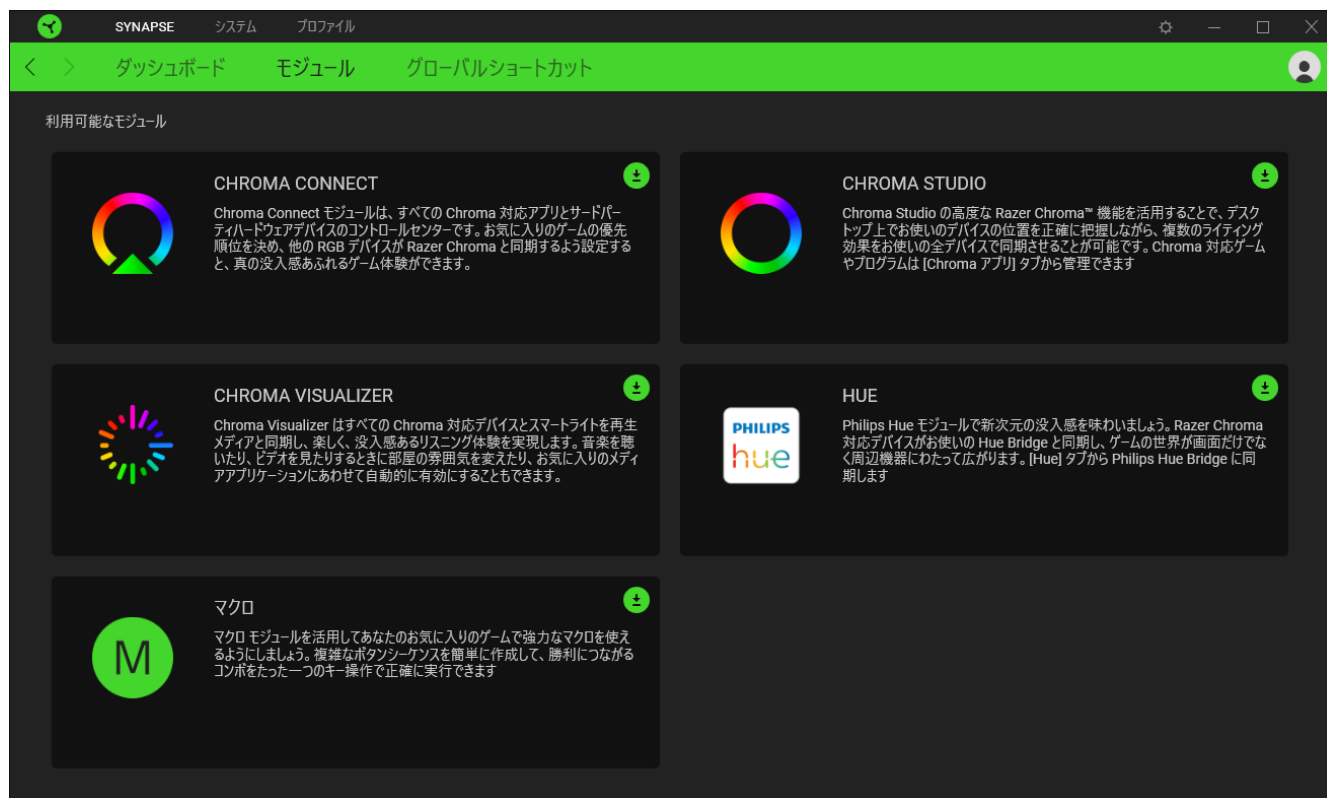 SYNAPSE システム プロファイル
ダッシュボード モジュール グローバルショートカット
利用可能なモジュール
CHROMA CONNECT
Chroma Connect モジュールは、すべての Chroma 対応アプリとサードパー
ティハードウェアデバイスのコントロールセンターです。お気に入りのゲームの優先
順位を決め、他の RGB デバイスが Razer Chroma と同期するよう設定する
と、真の没入感あふれるゲーム体験ができます。
CHROMA STUDIO
Chroma Studio の高度な Razer Chroma™ 機能を活用することで、デスク
トップ上でお使いのデバイスの位置を正確に把握しながら、複数のライティング
効果をお使いの全デバイスで同期させることが可能です。Chroma 対応ゲーム
やプログラムは [Chroma アプリ] タブから管理できます
CHROMA VISUALIZER
Chroma Visualizer はすべての Chroma 対応デバイスとスマートライトを再生
メディアと同期し、楽しく、没入感あるリスニング体験を実現します。音楽を聴
いたり、ビデオを見たりするときに部屋の雰囲気を変えたり、お気に入りのメディ
アアプリケーションにあわせて自動的に有効にすることもできます。
PHILIPS
hue
HUE
Philips Hue モジュールで新次元の没入感を味わいましょう。Razer Chroma
対応デバイスがお使いの Hue Bridge と同期し、ゲームの世界が画面だけでな
く周辺機器にわたって広がります。[Hue] タブから Philips Hue Bridge に同
期します
M
マクロ
マクロ モジュールを活用してあなたのお気に入りのゲームで強力なマクロを使え
るようにしましょう。複雑なボタンシーケンスを簡単に作成して、勝利につながる
コンボをたった一つのキー操作で正確に実行できます